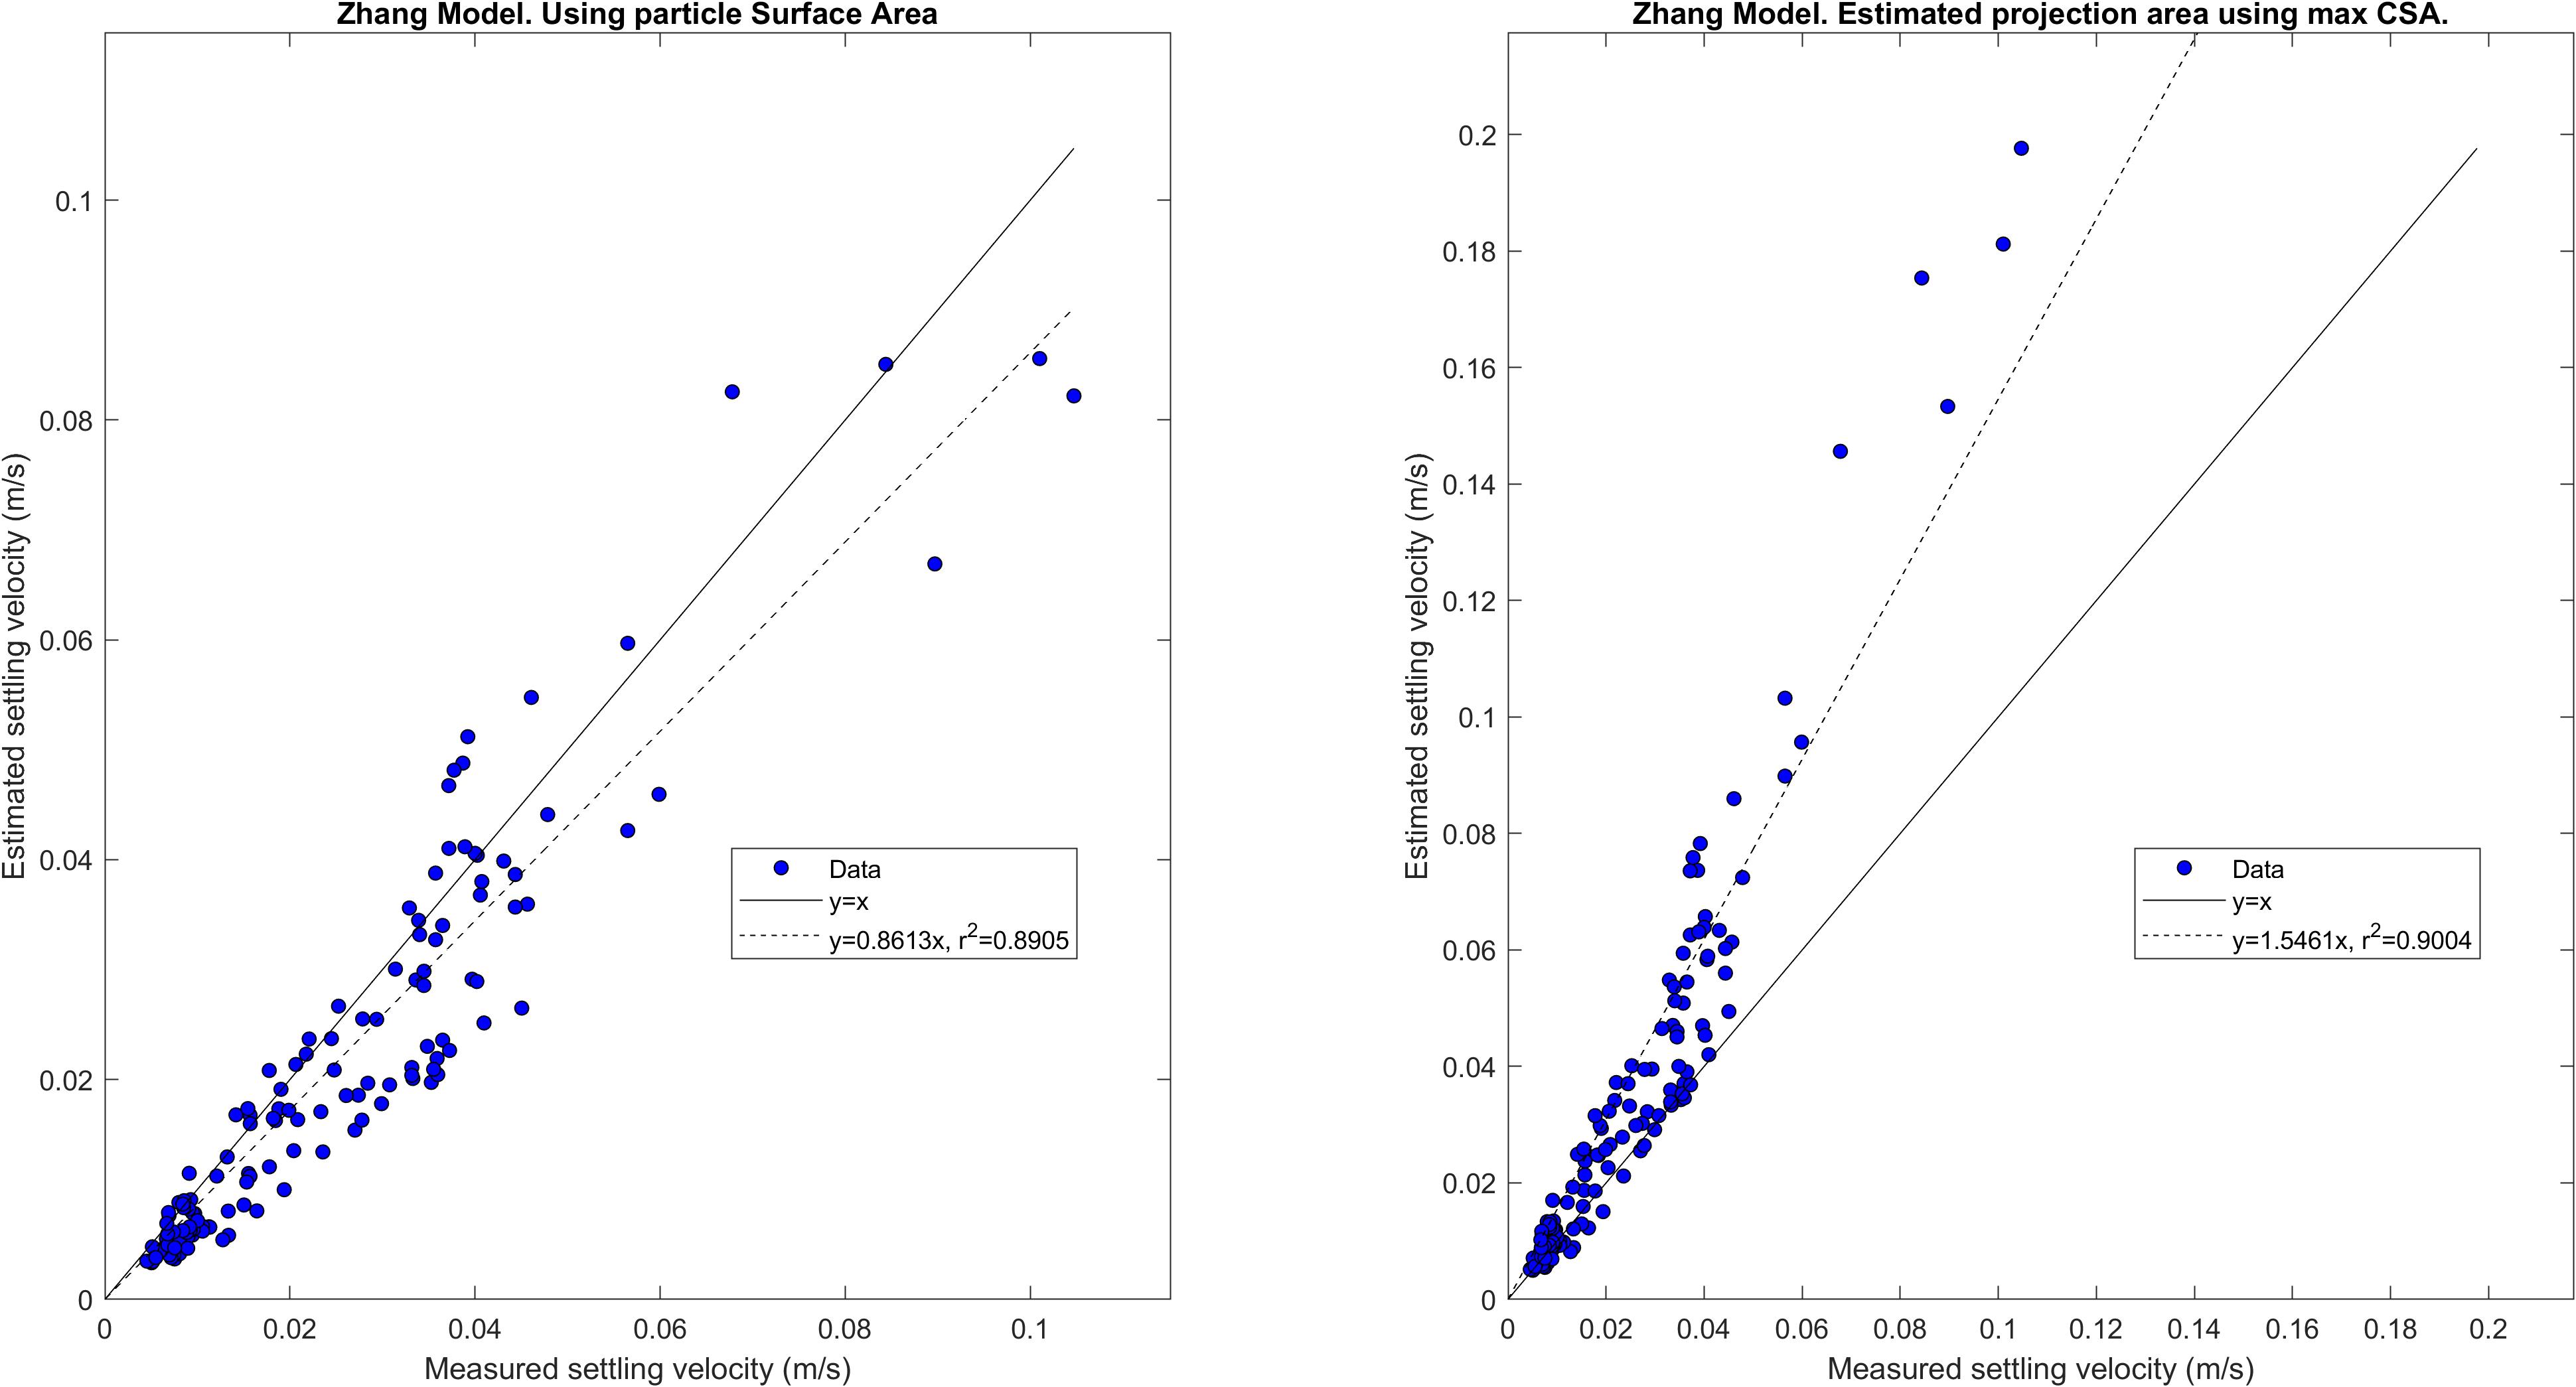 Zhang Model. Using particle Surface Area
Estimated settling velocity (m/s)
0.1
0.08
0.06
0.04
0.02
0
0 0.02 0.04 0.06 0.08 0.1
Measured settling velocity (m/s)
Data
y=x
y=0.8613x, r²=0.8905
Zhang Model. Estimated projection area using max CSA.
Estimated settling velocity (m/s)
0.2
0.18
0.16
0.14
0.12
0.1
0.08
0.06
0.04
0.02
0
0 0.02 0.04 0.06 0.08 0.1 0.12 0.14 0.16 0.18 0.2
Measured settling velocity (m/s)
Data
y=x
y=1.5461x, r²=0.9004